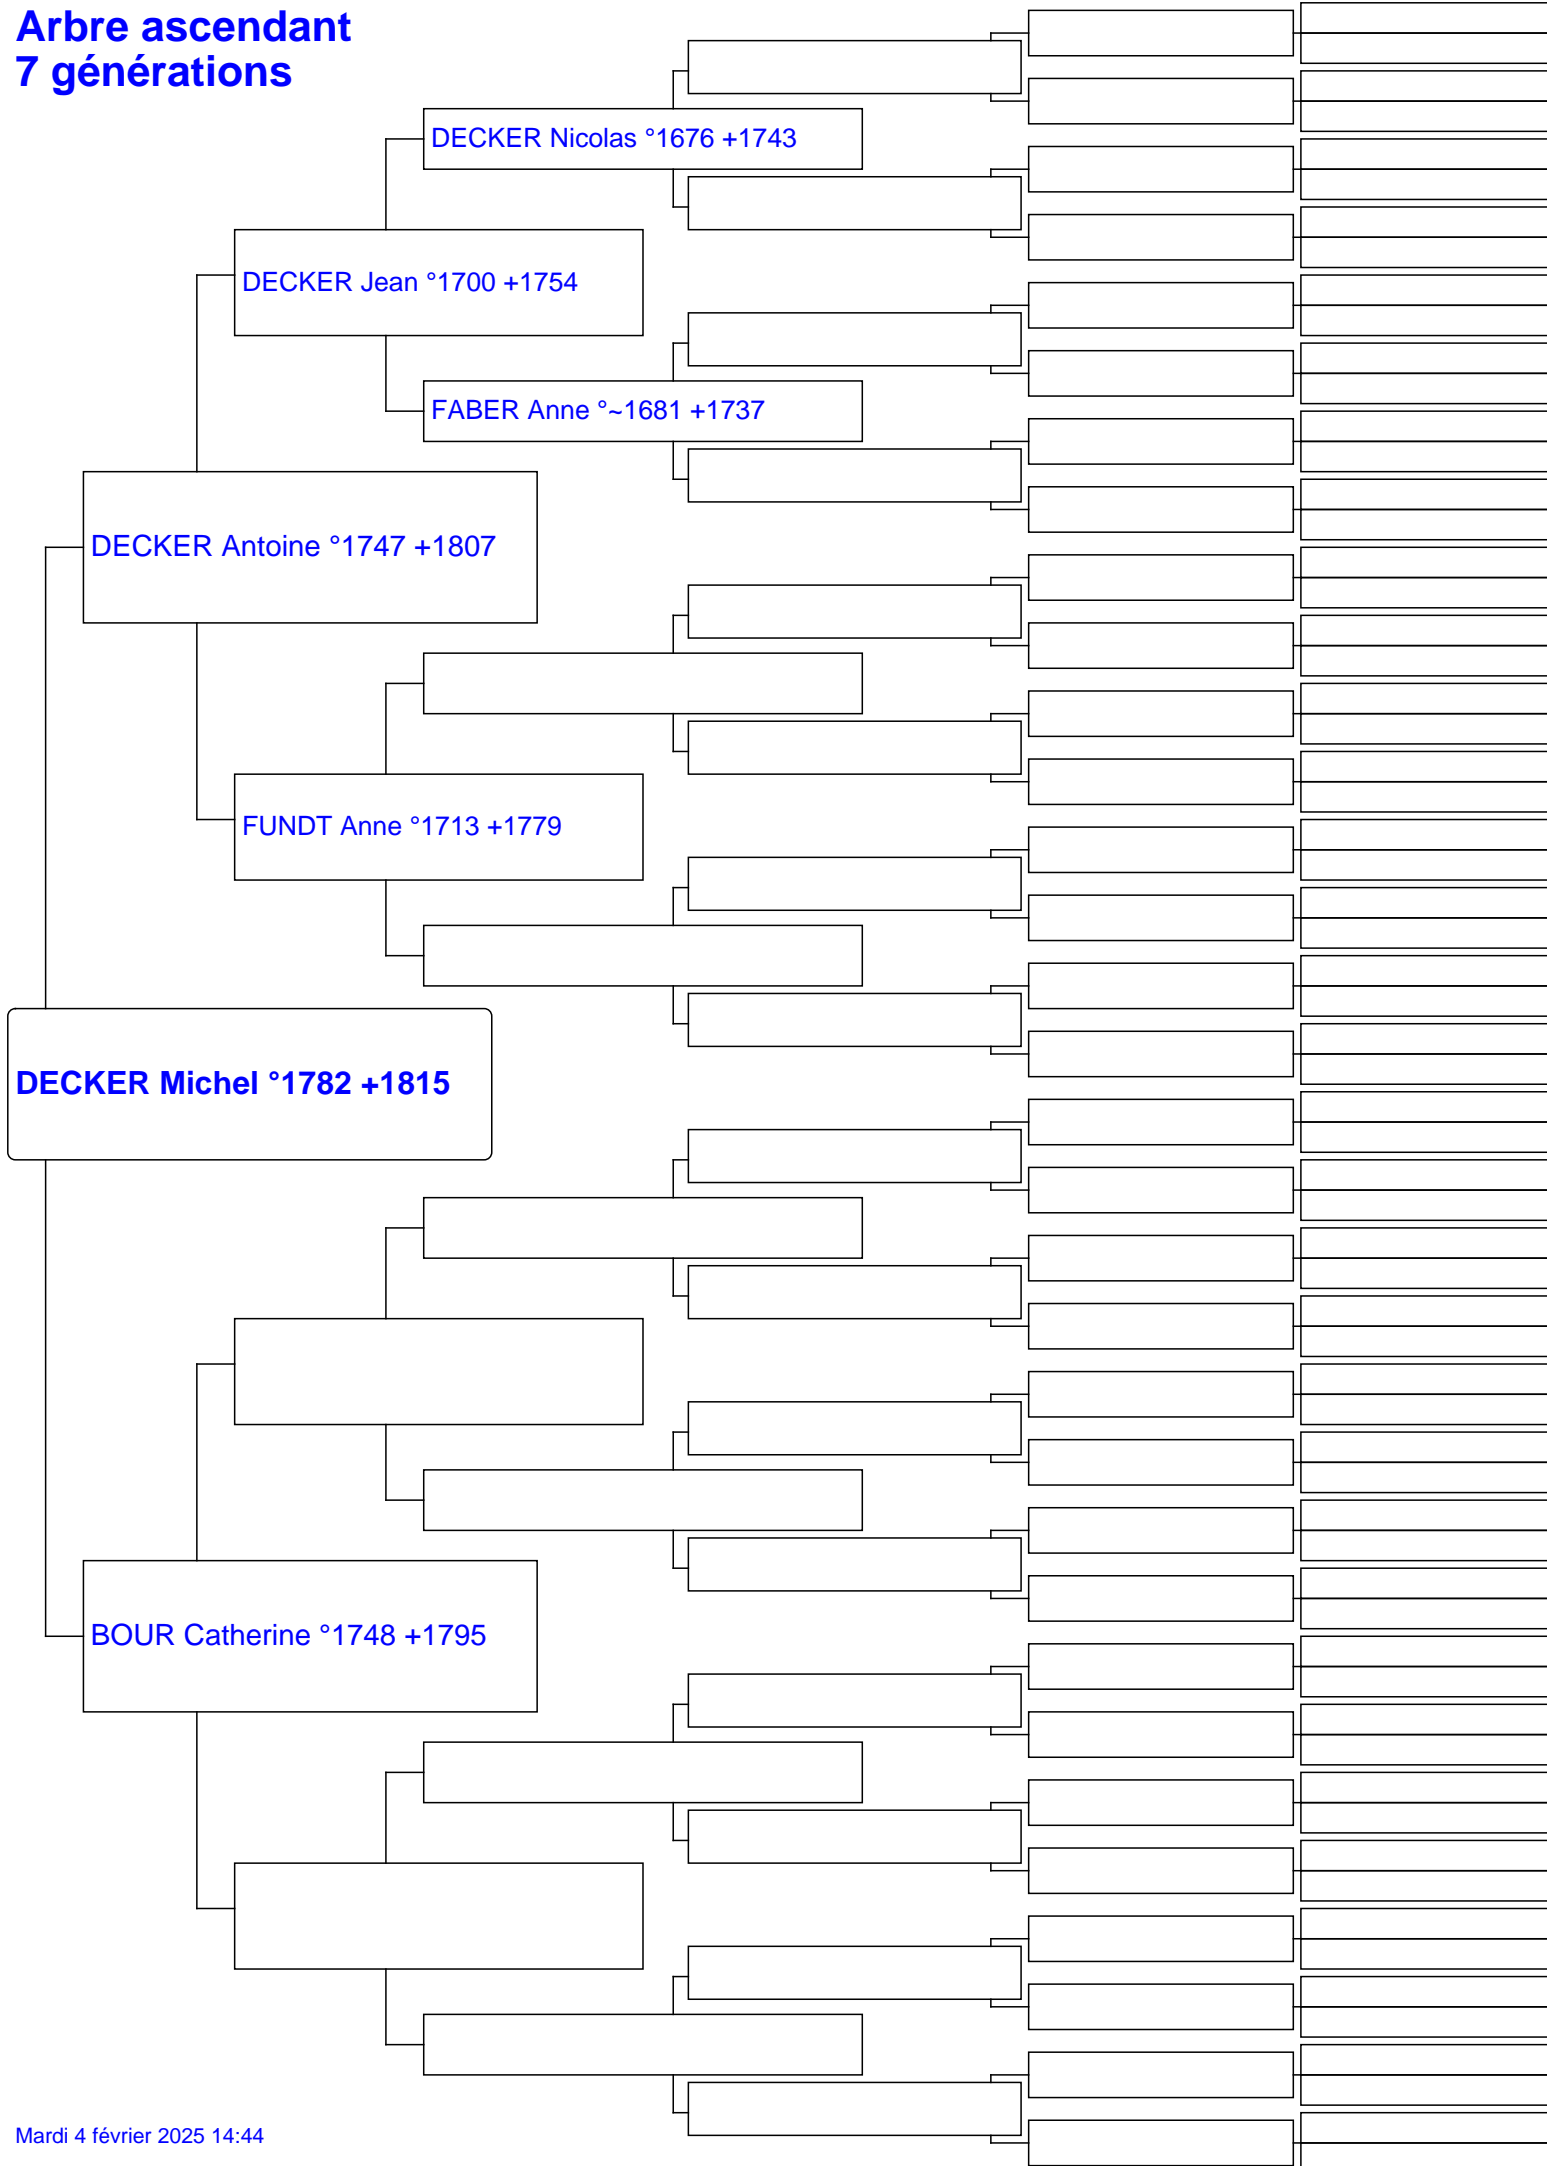 Arbre ascendant
7 générations
DECKER Nicolas °1676 +1743
DECKER Jean °1700 +1754
FABER Anne °~1681 +1737
DECKER Antoine °1747 +1807
FUNDT Anne °1713 +1779
DECKER Michel °1782 +1815
BOUR Catherine °1748 +1795
Mardi 4 février 2025 14:44